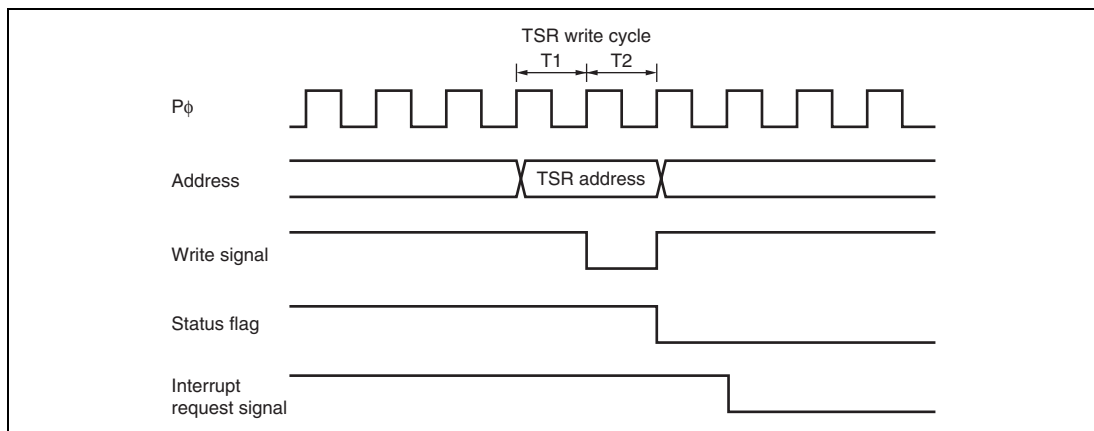 TSR write cycle
T1 T2
Pϕ
Address
TSR address
Write signal
Status flag
Interrupt
request signal